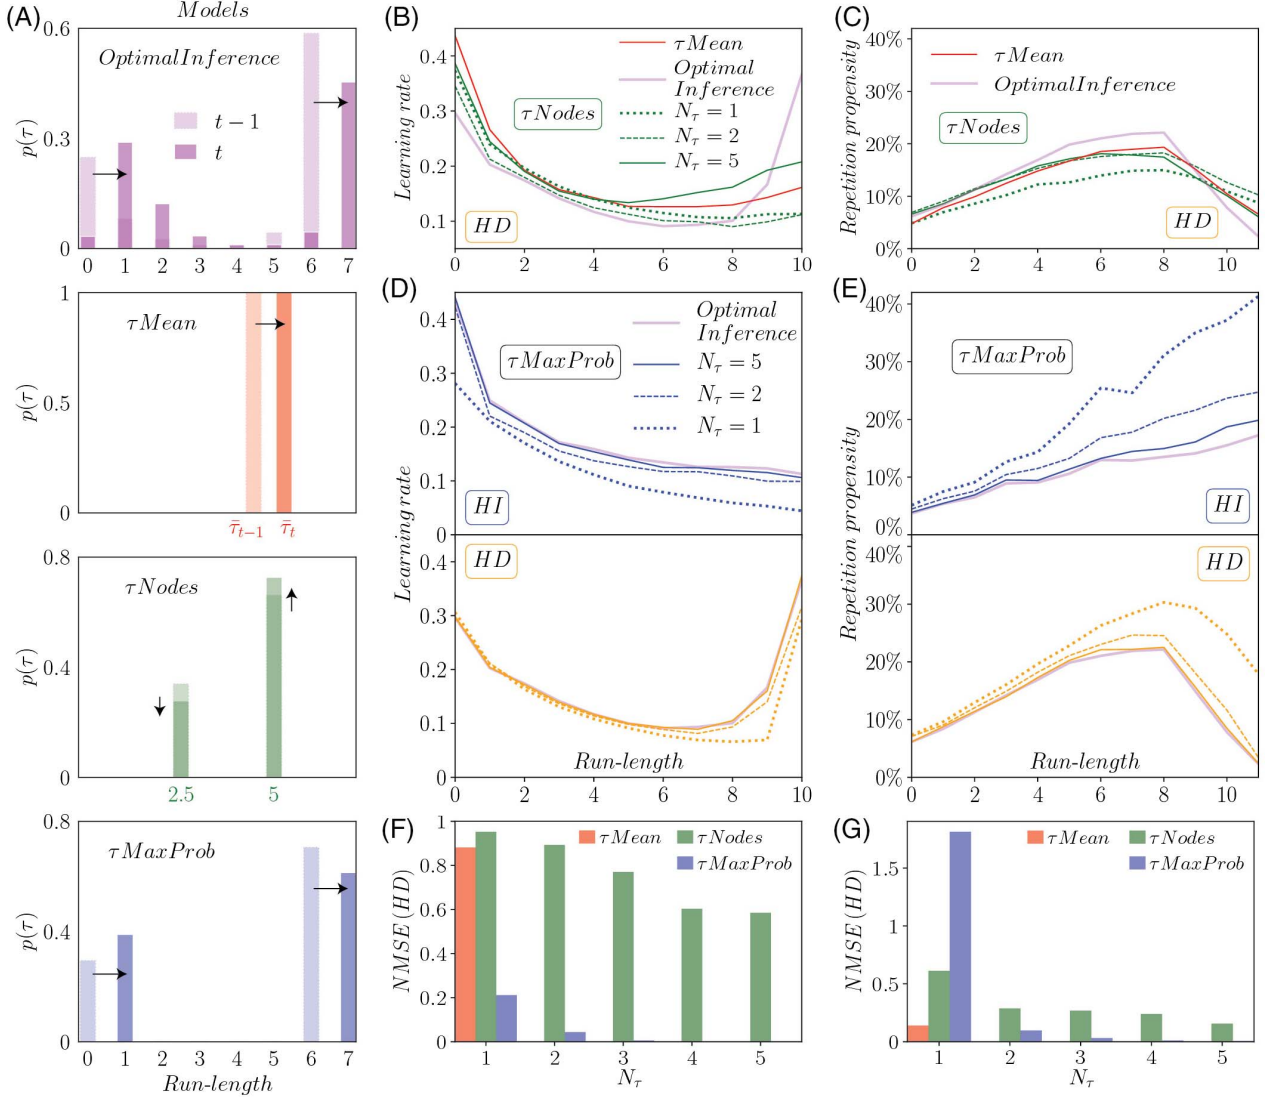 (A)
Models
0.6
0.3
0
p(τ)
OptimalInference
t − 1
t
0 1 2 3 4 5 6 7
1
0.5
0
p(τ)
τMean
τ̄t−1 τ̄t
0.8
0.4
0
p(τ)
τNodes
2.5 5
0.8
0.4
0
p(τ)
τMaxProb
0 1 2 3 4 5 6 7
Run-length
(B)
Learning rate
0.4
0.3
0.2
0.1
τMean
Optimal
Inference
τNodes
Nτ = 1
Nτ = 2
Nτ = 5
HD
0 2 4 6 8 10
(C)
Repetition propensity
40%
30%
20%
10%
0%
τMean
OptimalInference
τNodes
HD
0 2 4 6 8 10
(D)
Learning rate
0.4
0.3
0.2
0.1
0
Optimal
Inference
τMaxProb
Nτ = 5
Nτ = 2
Nτ = 1
HI
HD
0.4
0.3
0.2
0.1
0
Run-length
0 2 4 6 8 10
(E)
Repetition propensity
40%
30%
20%
10%
0%
τMaxProb
HI
HD
40%
30%
20%
10%
0%
Run-length
0 2 4 6 8 10
(F)
NMSE (HD)
1
0.8
0.6
0.4
0.2
0
τMean τNodes
τMaxProb
1 2 3 4 5
Nτ
(G)
NMSE (HD)
1.5
1
0.5
0
τMean τNodes
τMaxProb
1 2 3 4 5
Nτ